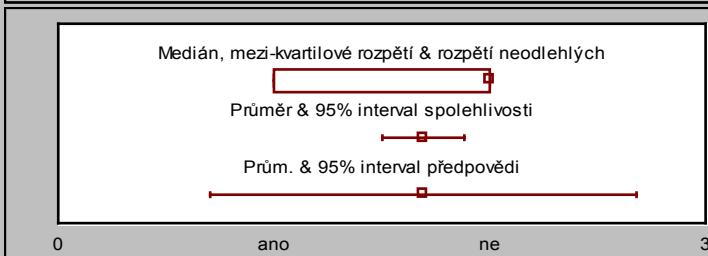 Medián, mezi-kvartilové rozpětí & rozpětí neodlehlých
Průměr & 95% interval spolehlivosti
Prům. & 95% interval předpovědi
0 ano ne 3